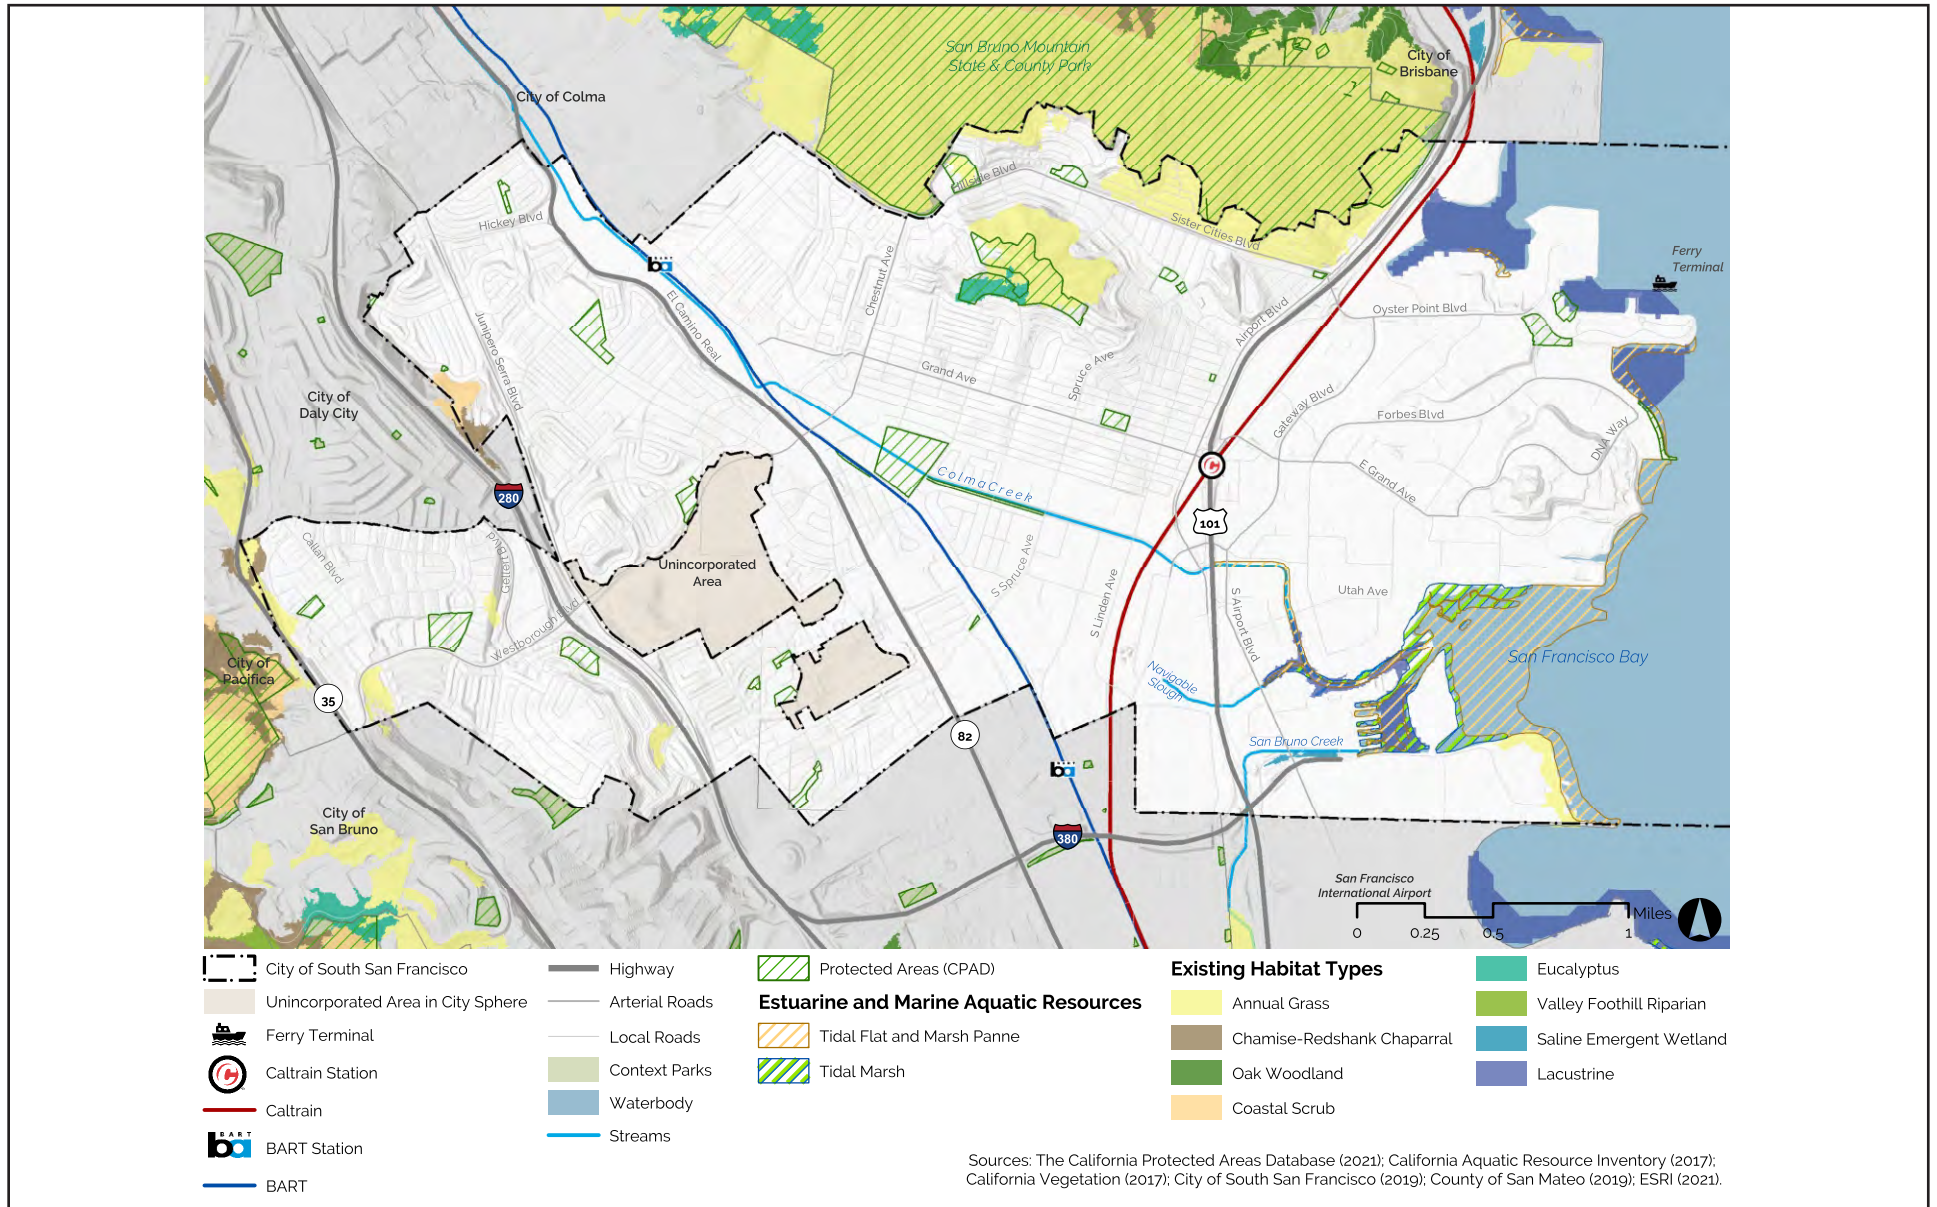 San Bruno Mountain
State & County Park
City of
Brisbane
City of Colma
Hillside Blvd
Hickey Blvd
Sister Cities Blvd
Ferry
Terminal
BART
ba
Chestnut Ave
El Camino Real
Junipero Serra Blvd
Airport Blvd
Oyster Point Blvd
Grand Ave
Spruce Ave
City of
Daly City
Gateway Blvd
Forbes Blvd
DNA Way
E Grand Ave
Colma Creek
C
280
101
Callan Blvd
Gellert Blvd
Unincorporated
Area
S Spruce Ave
S Linden Ave
S Airport Blvd
Utah Ave
Westborough Blvd
San Francisco Bay
City of
Pacifica
Navigable
Slough
35
82
San Bruno Creek
BART
ba
City of
San Bruno
380
San Francisco
International Airport
Miles
0 0.25 0.5 1
City of South San Francisco
Unincorporated Area in City Sphere
Ferry Terminal
C
Caltrain Station
Caltrain
BART
ba
BART Station
BART
Highway
Arterial Roads
Local Roads
Context Parks
Waterbody
Streams
Protected Areas (CPAD)
Estuarine and Marine Aquatic Resources
Tidal Flat and Marsh Panne
Tidal Marsh
Existing Habitat Types
Annual Grass
Chamise-Redshank Chaparral
Oak Woodland
Coastal Scrub
Eucalyptus
Valley Foothill Riparian
Saline Emergent Wetland
Lacustrine
Sources: The California Protected Areas Database (2021); California Aquatic Resource Inventory (2017);
California Vegetation (2017); City of South San Francisco (2019); County of San Mateo (2019); ESRI (2021).